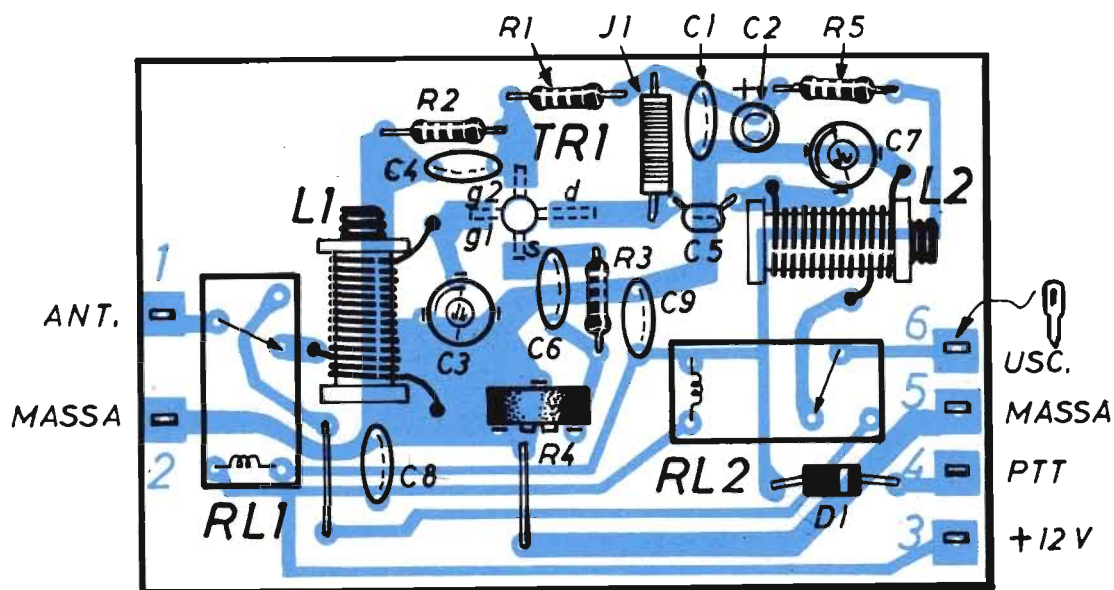 R1 J1 C1 C2 R5
+
R2
TR1
C7
C4
g2 d
L1
L2
g1
s
C5
R3
1
C9
6
ANT.
C3
C6
USC.
5
MASSA
MASSA
R4
2
C8
RL2
4
PTT
RL1
D1
3
+12V